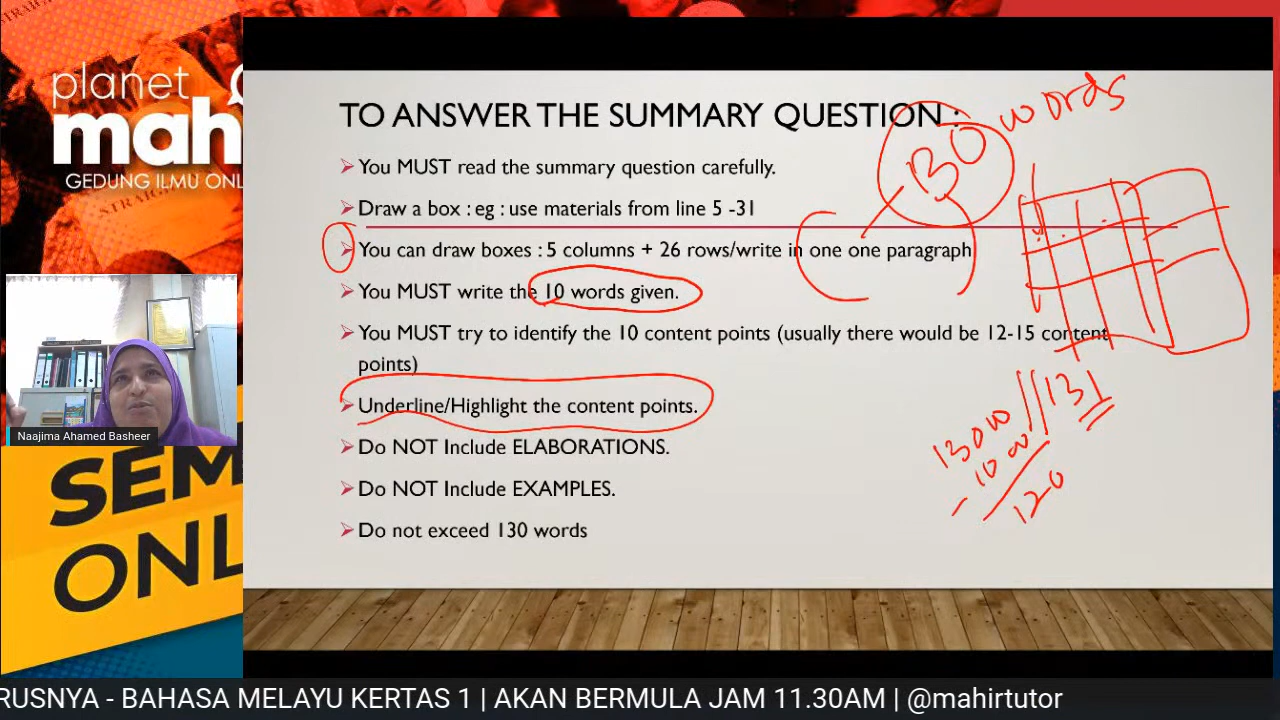 planet
mah
GEDUNG ILMU ONL
TO ANSWER THE SUMMARY QUESTION :
You MUST read the summary question carefully.
Draw a box : eg : use materials from line 5 -31
You can draw boxes : 5 columns + 26 rows/write in one one paragraph
You MUST write the 10 words given.
You MUST try to identify the 10 content points (usually there would be 12-15 content
points)
Underline/Highlight the content points.
Do NOT Include ELABORATIONS.
Do NOT Include EXAMPLES.
Do not exceed 130 words
130 words
130 w // 131
- 10 w
120
Naajima Ahamed Basheer
SEM
ONL
RUSNYA - BAHASA MELAYU KERTAS 1 | AKAN BERMULA JAM 11.30AM | @mahirtutor